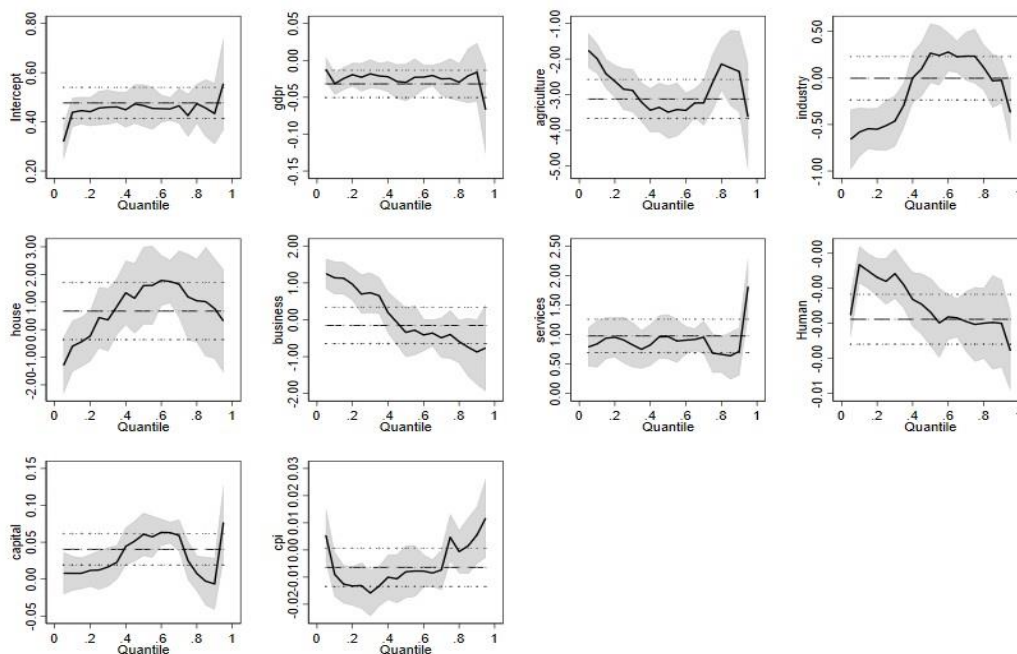 Intercept
0.20 0.40 0.60 0.80
0 .2 .4 .6 .8 1
Quantile
gdpr
-0.15 -0.10 -0.05 0.00 0.05
0 .2 .4 .6 .8 1
Quantile
agriculture
-5.00 -4.00 -3.00 -2.00 -1.00
0 .2 .4 .6 .8 1
Quantile
industry
-1.00 -0.50 0.00 0.50
0 .2 .4 .6 .8 1
Quantile
house
-2.00 -1.00 0.00 1.00 2.00 3.00
0 .2 .4 .6 .8 1
Quantile
business
-2.00 -1.00 0.00 1.00 2.00
0 .2 .4 .6 .8 1
Quantile
services
0.00 0.50 1.00 1.50 2.00 2.50
0 .2 .4 .6 .8 1
Quantile
Human
-0.01 -0.00 -0.00 -0.00 -0.00
0 .2 .4 .6 .8 1
Quantile
capital
-0.05 0.00 0.05 0.10 0.15
0 .2 .4 .6 .8 1
Quantile
cpi
-0.02 -0.01 0.00 0.01 0.02 0.03
0 .2 .4 .6 .8 1
Quantile